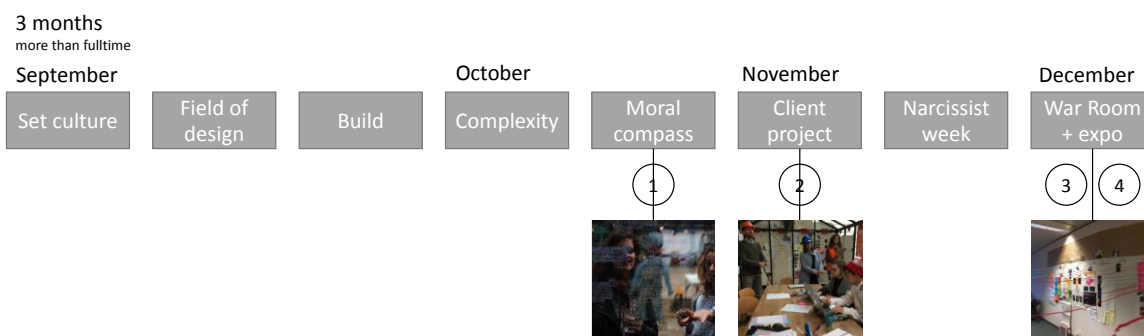 3 months
more than fulltime
September
October
November
December
Set culture
Field of
design
Build
Complexity
Moral
compass
Client
project
Narcissist
week
War Room
+ expo
1
2
3
4